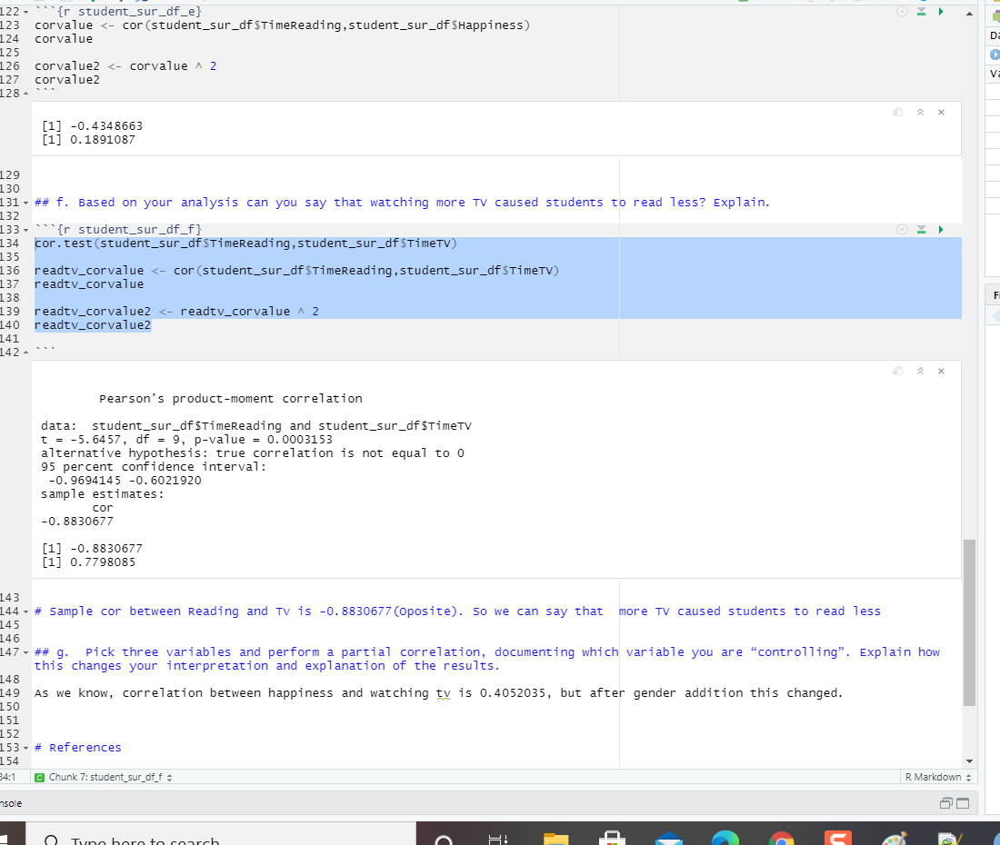 122 ```{r student_sur_df_e}
123 corvalue <- cor(student_sur_df$TimeReading,student_sur_df$Happiness)
124 corvalue
125
126 corvalue2 <- corvalue ^ 2
127 corvalue2
128 ```
[1] -0.4348663
[1] 0.1891087
129
130
131 ## f. Based on your analysis can you say that watching more TV caused students to read less? Explain.
132
133 ```{r student_sur_df_f}
134 cor.test(student_sur_df$TimeReading,student_sur_df$TimeTV)
135
136 readtv_corvalue <- cor(student_sur_df$TimeReading,student_sur_df$TimeTV)
137 readtv_corvalue
138
139 readtv_corvalue2 <- readtv_corvalue ^ 2
140 readtv_corvalue2
141
142 ```
Pearson's product-moment correlation
data:  student_sur_df$TimeReading and student_sur_df$TimeTV
t = -5.6457, df = 9, p-value = 0.0003153
alternative hypothesis: true correlation is not equal to 0
95 percent confidence interval:
-0.9694145 -0.6021920
sample estimates:
cor
-0.8830677
[1] -0.8830677
[1] 0.7798085
143
144 # Sample cor between Reading and Tv is -0.8830677(Oposite). So we can say that  more TV caused students to read less
145
146
147 ## g.  Pick three variables and perform a partial correlation, documenting which variable you are “controlling”. Explain how
this changes your interpretation and explanation of the results.
148
149 As we know, correlation between happiness and watching tv is 0.4052035, but after gender addition this changed.
150
151
152
153 # References
154
34:1 Chunk 7: student_sur_df_f R Markdown
nsole
Type here to search